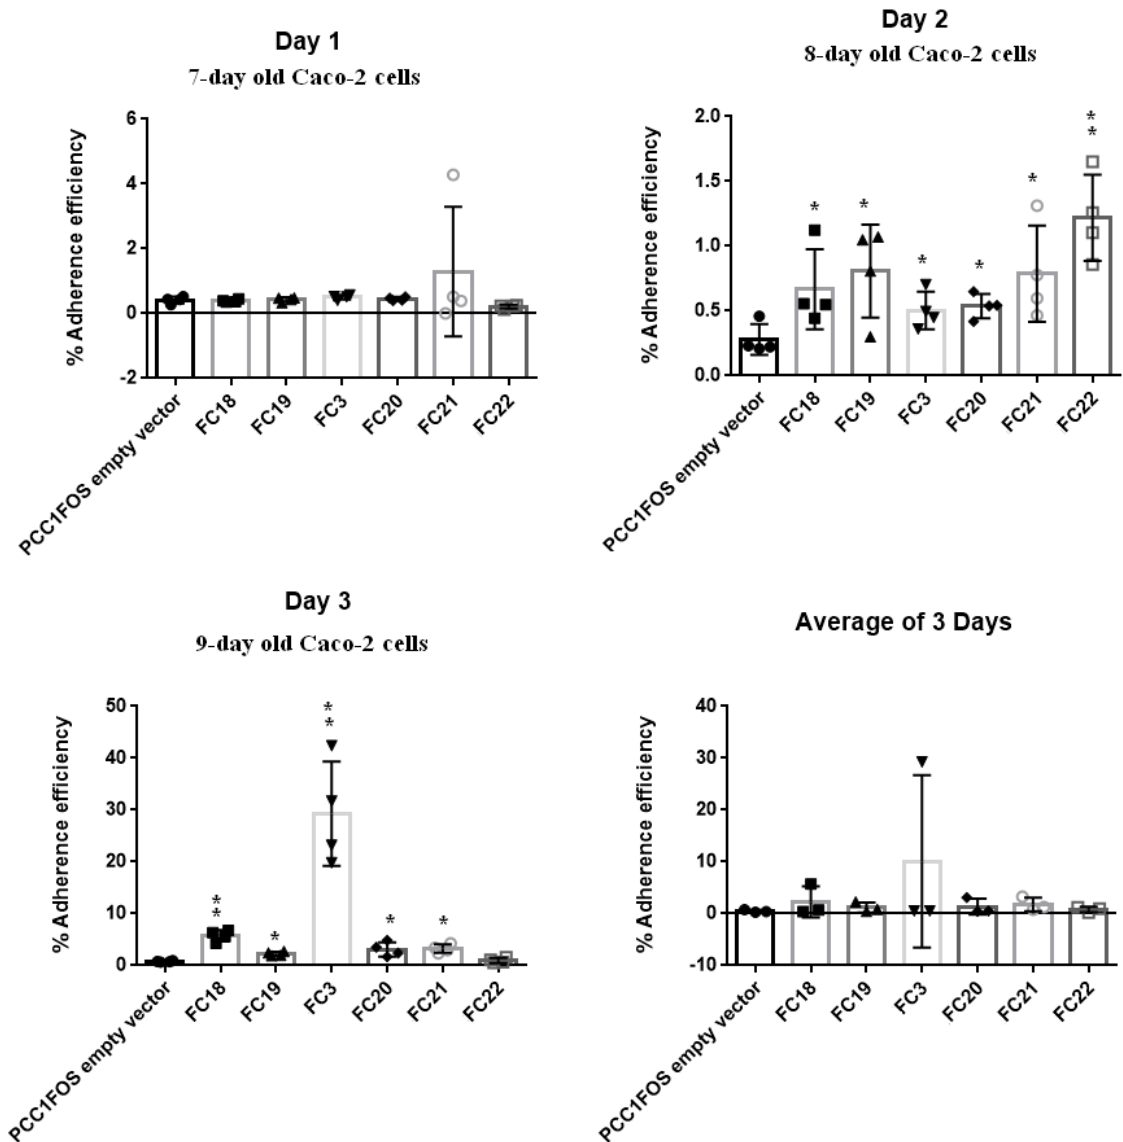 Day 1
7-day old Caco-2 cells
% Adherence efficiency
6
4
2
0
-2
PCC1FOS empty vector
FC18
FC19
FC3
FC20
FC21
FC22
Day 2
8-day old Caco-2 cells
% Adherence efficiency
2.0
1.5
1.0
0.5
0.0
*
*
*
*
*
*
*
PCC1FOS empty vector
FC18
FC19
FC3
FC20
FC21
FC22
Day 3
9-day old Caco-2 cells
% Adherence efficiency
50
40
30
20
10
0
*
*
*
*
*
*
*
PCC1FOS empty vector
FC18
FC19
FC3
FC20
FC21
FC22
Average of 3 Days
% Adherence efficiency
40
30
20
10
0
-10
PCC1FOS empty vector
FC18
FC19
FC3
FC20
FC21
FC22